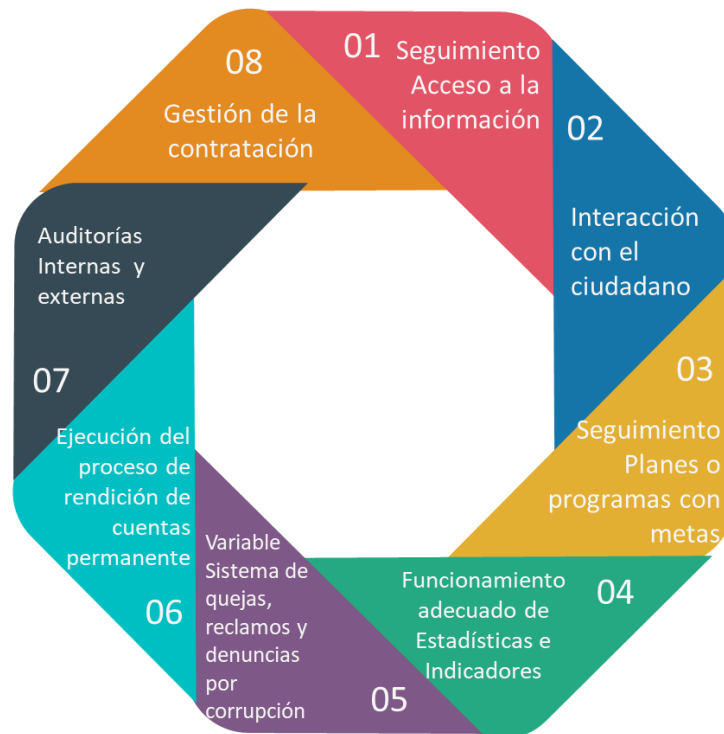 01
Seguimiento
Acceso a la
información
02
Interacción
con el
ciudadano
03
Seguimiento
Planes o
programas con
metas
04
Funcionamiento
adecuado de
Estadísticas e
Indicadores
05
Variable
Sistema de
quejas,
reclamos y
denuncias
por
corrupción
06
Ejecución del
proceso de
rendición de
cuentas
permanente
07
Auditorías
Internas y
externas
08
Gestión de la
contratación